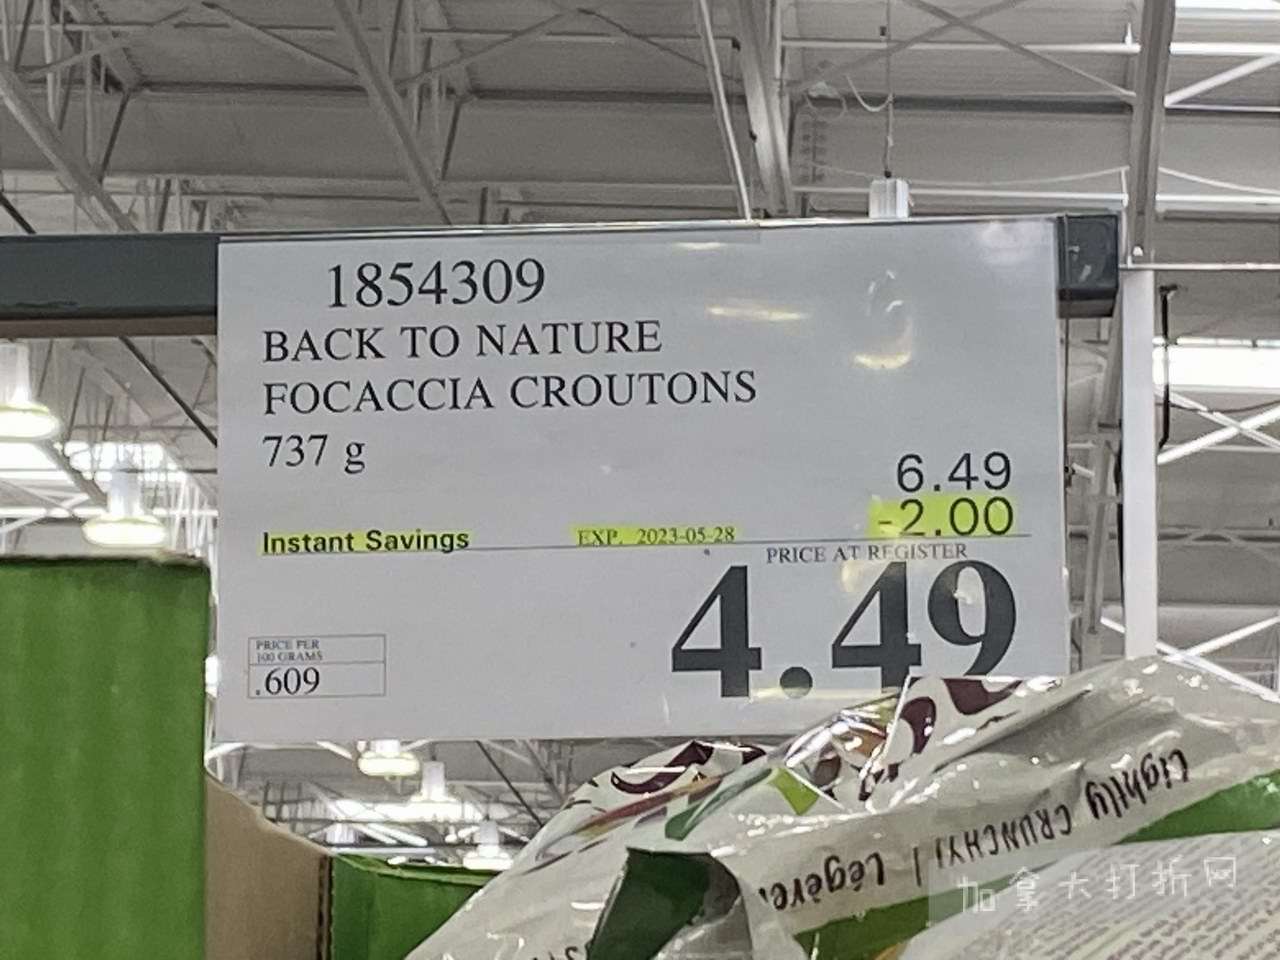 1854309
BACK TO NATURE
FOCACCIA CROUTONS
737 g
6.49
-2.00
Instant Savings EXP. 2023-05-28
PRICE AT REGISTER
4.49
PRICE PER
100 GRAMS
.609
Lightly CRUNCHY! | Légère
加拿大打折网